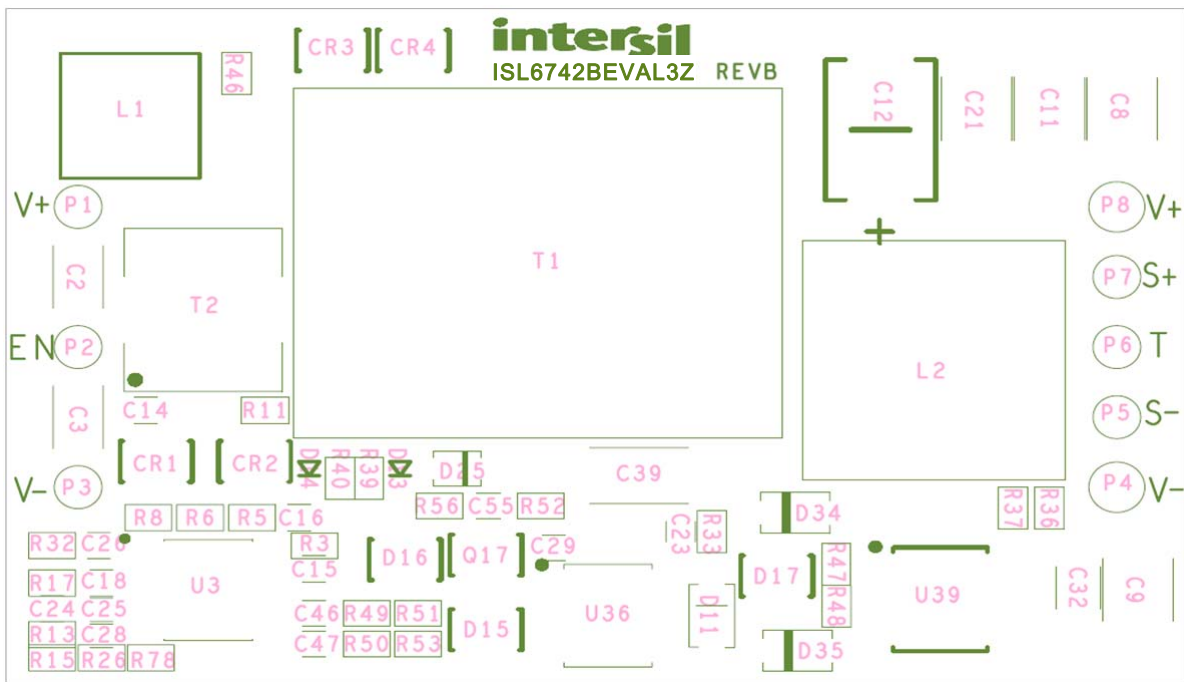 intersil
ISL6742BEVAL3Z REVB
CR3 CR4
R46
L1
C12
C21
C11
C8
V+ P1
P8 V+
C2
T2
T1
P7 S+
EN P2
P6 T
L2
C3
C14
R11
P5 S-
CR1
CR2
R40
R39
D25
C39
V- P3
P4 V-
R8 R6 R5 C16
R56 C55 R52
D34
R37
R36
R32 C26
R3
D16
Q17
C29
C23
R33
R17 C18
U3
C15
D17
R47
U39
C32
C9
C24 C25
C46 R49 R51
U36
D11
R48
R13 C28
C47 R50 R53
D15
D35
R15 R26 R78